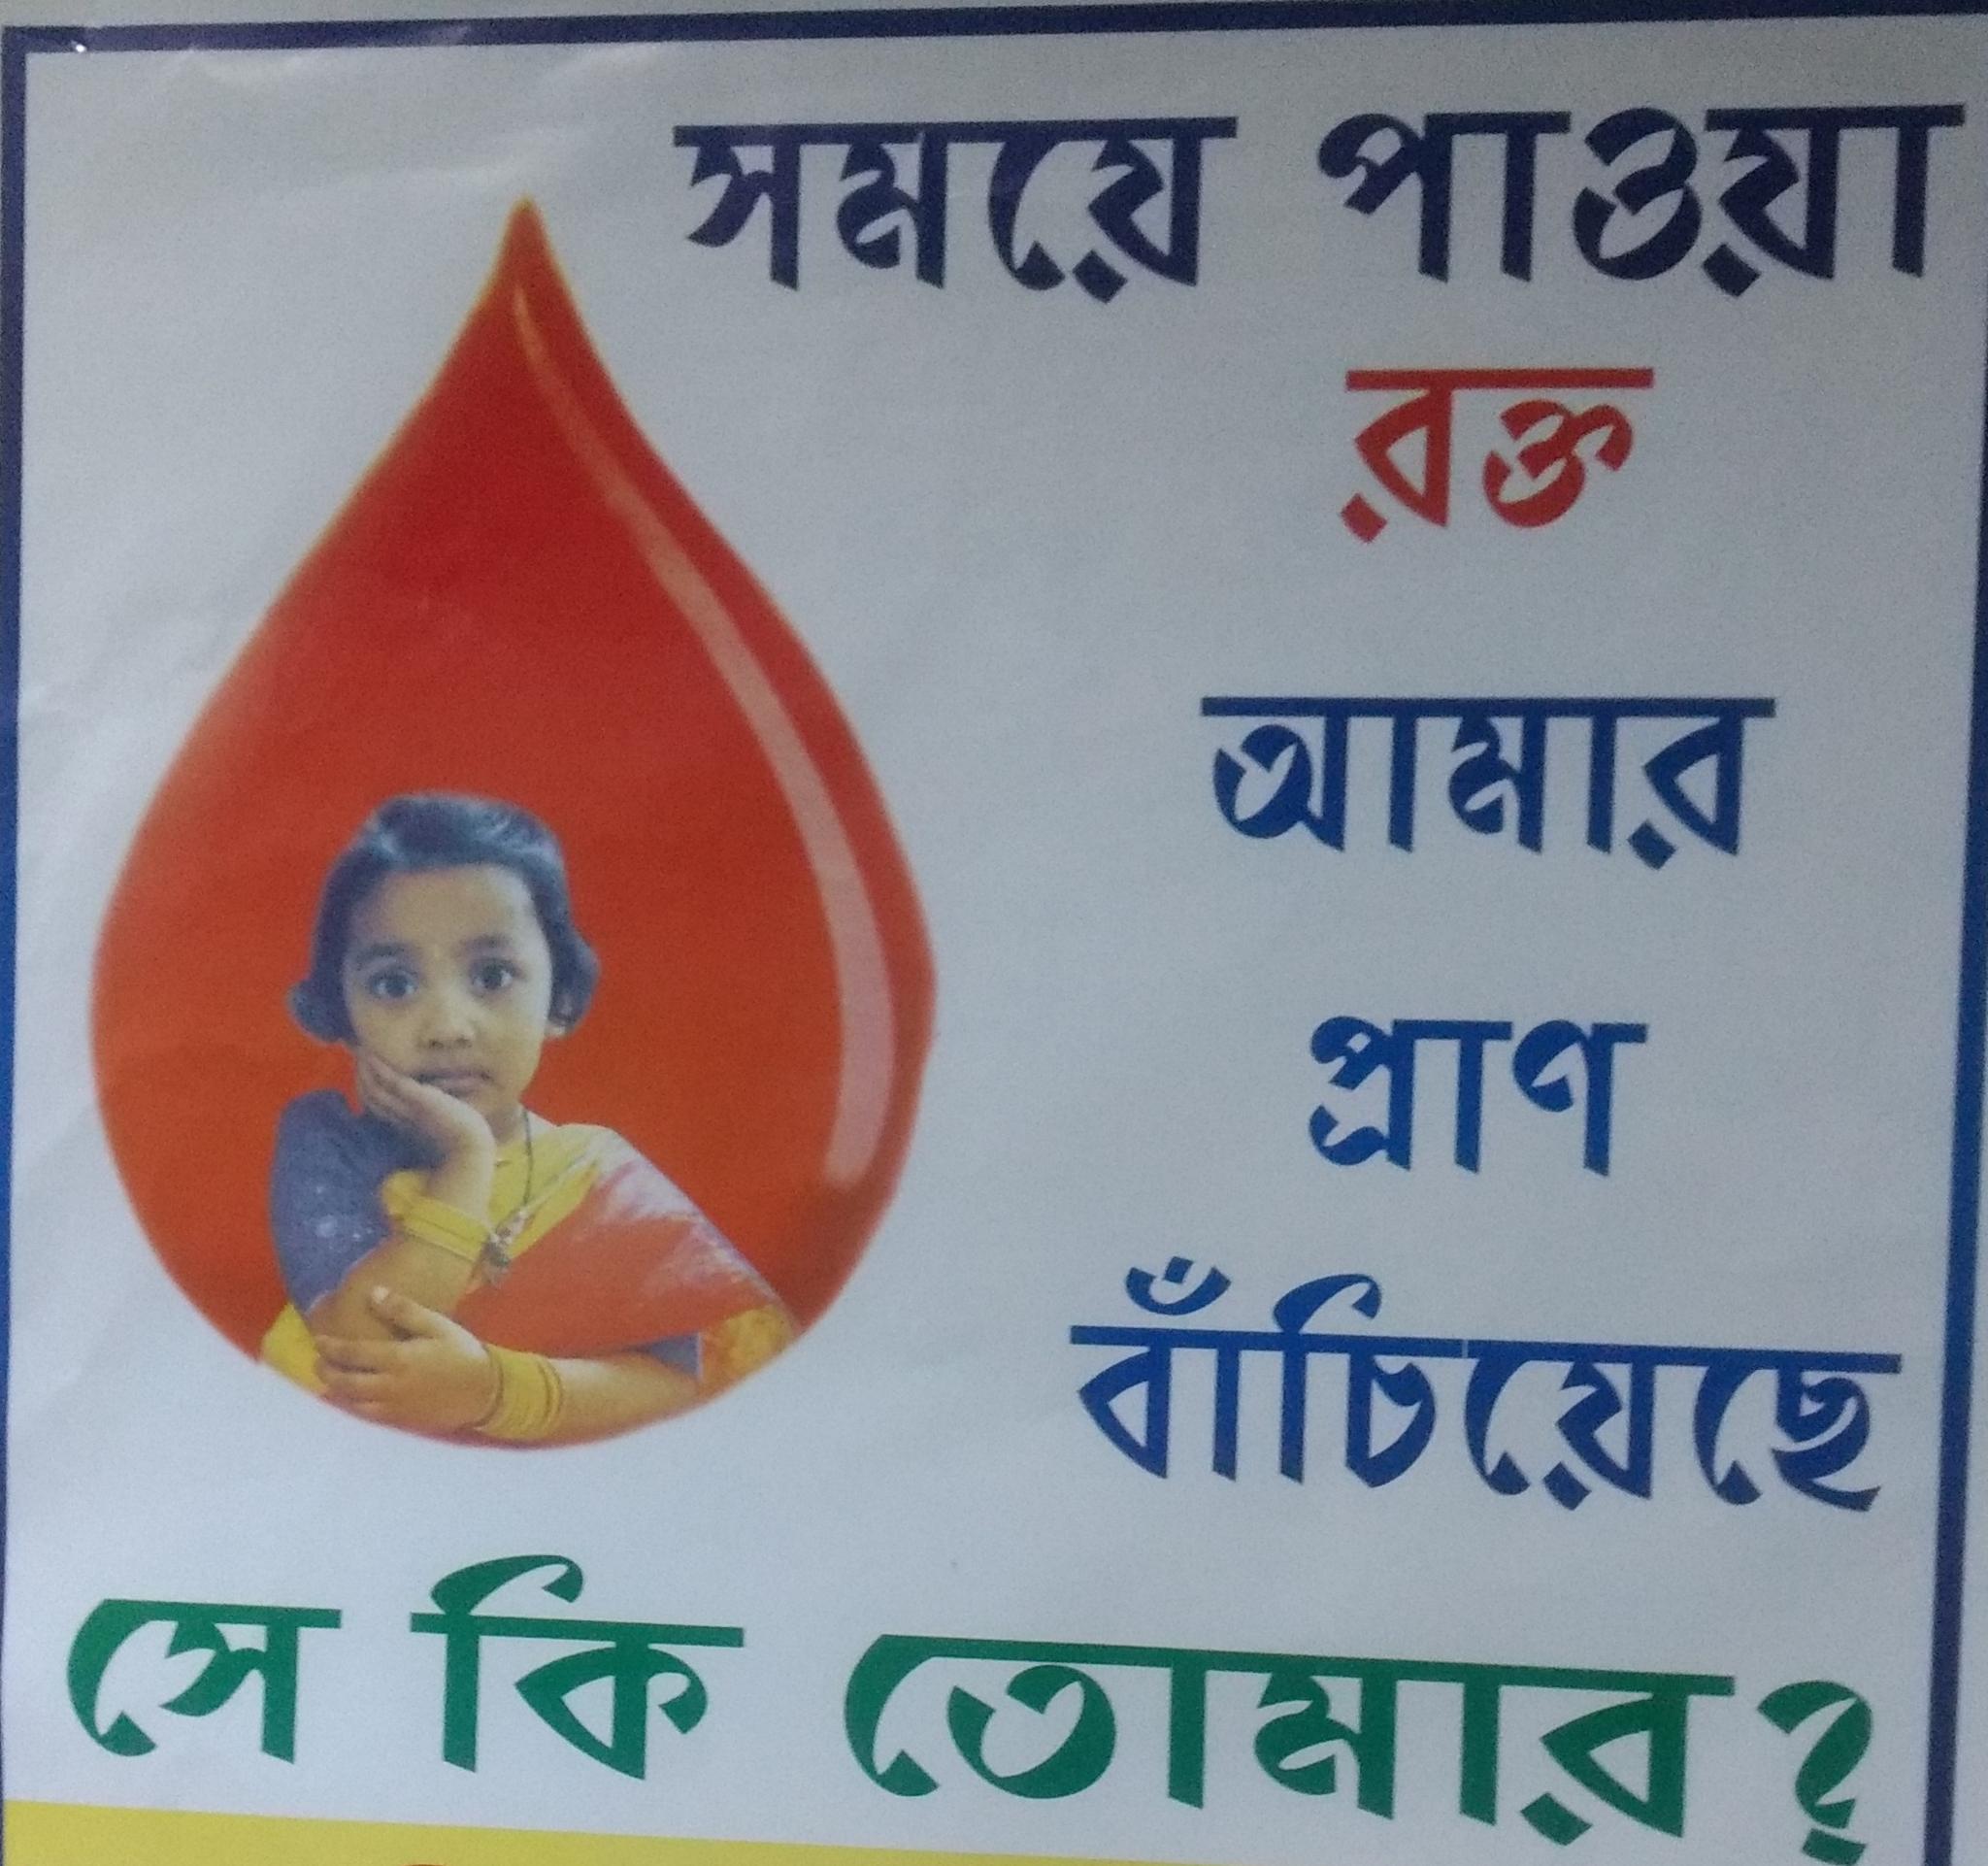 সময়ে পাওয়া
রক্ত
আমার
প্রাণ
বাঁচিয়েছে
সে কি তোমার?